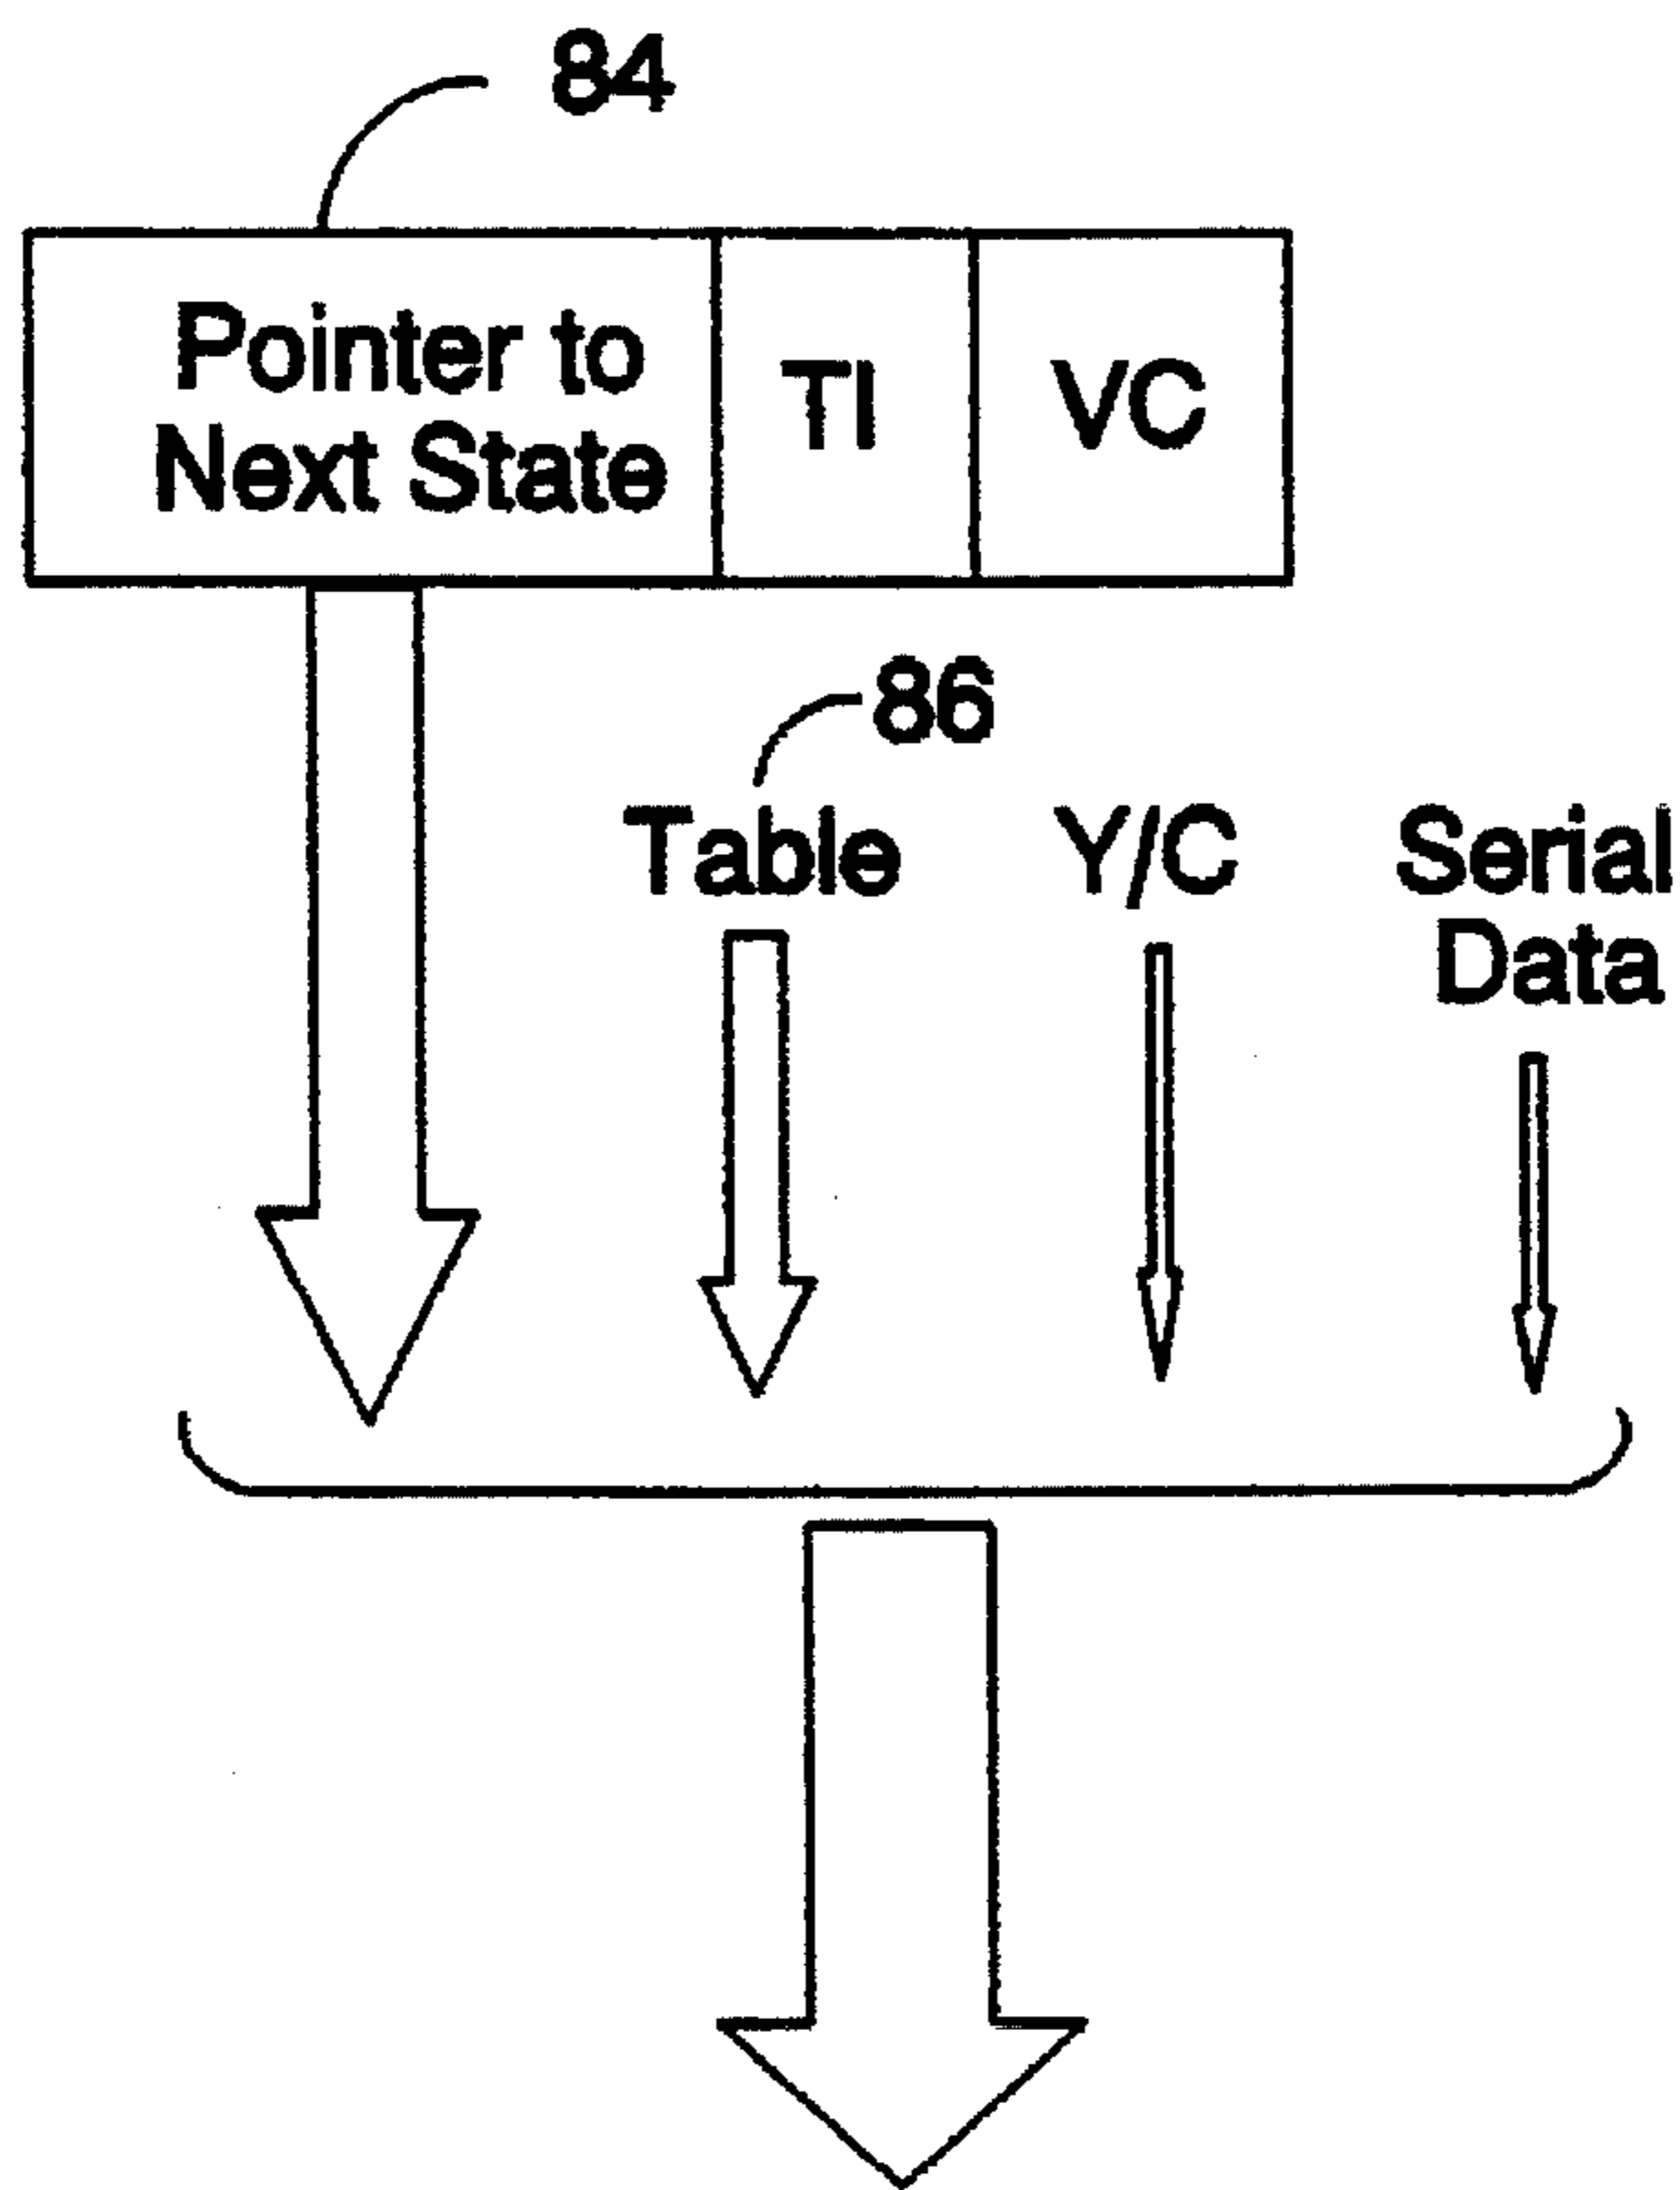 84
Pointer to
Next State
TI
VC
86
Table
Y/C
Serial
Data